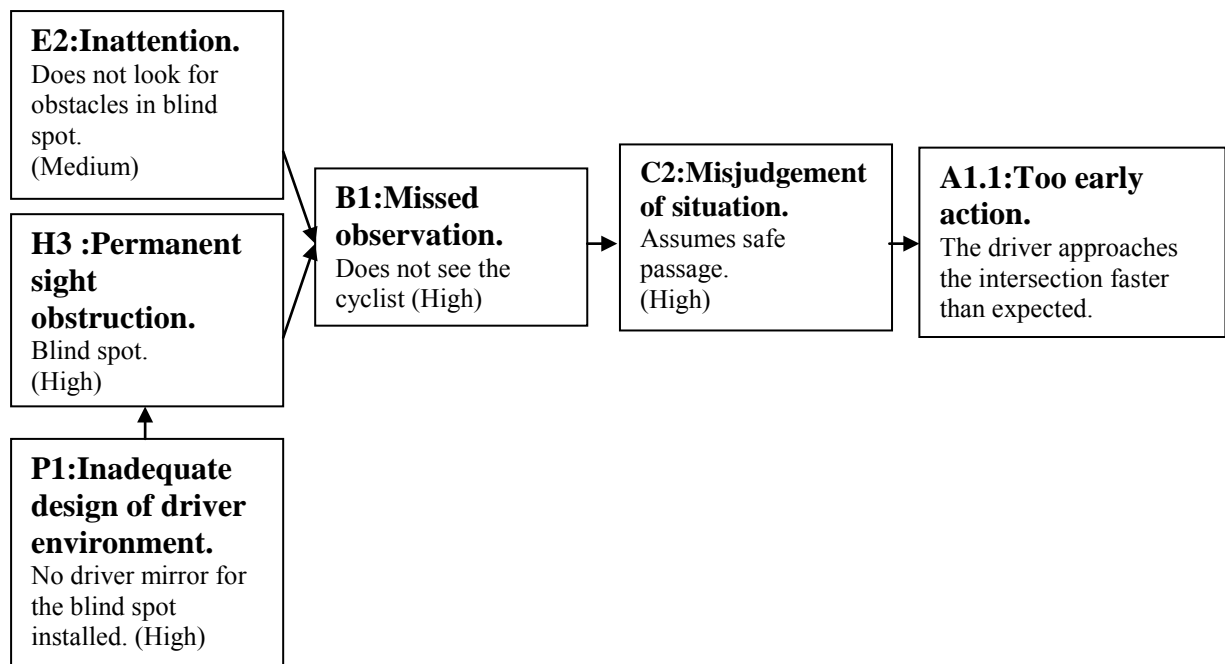 E2:Inattention.
Does not look for
obstacles in blind
spot.
(Medium)
H3 :Permanent
sight
obstruction.
Blind spot.
(High)
P1:Inadequate
design of driver
environment.
No driver mirror for
the blind spot
installed. (High)
B1:Missed
observation.
Does not see the
cyclist (High)
C2:Misjudgement
of situation.
Assumes safe
passage.
(High)
A1.1:Too early
action.
The driver approaches
the intersection faster
than expected.